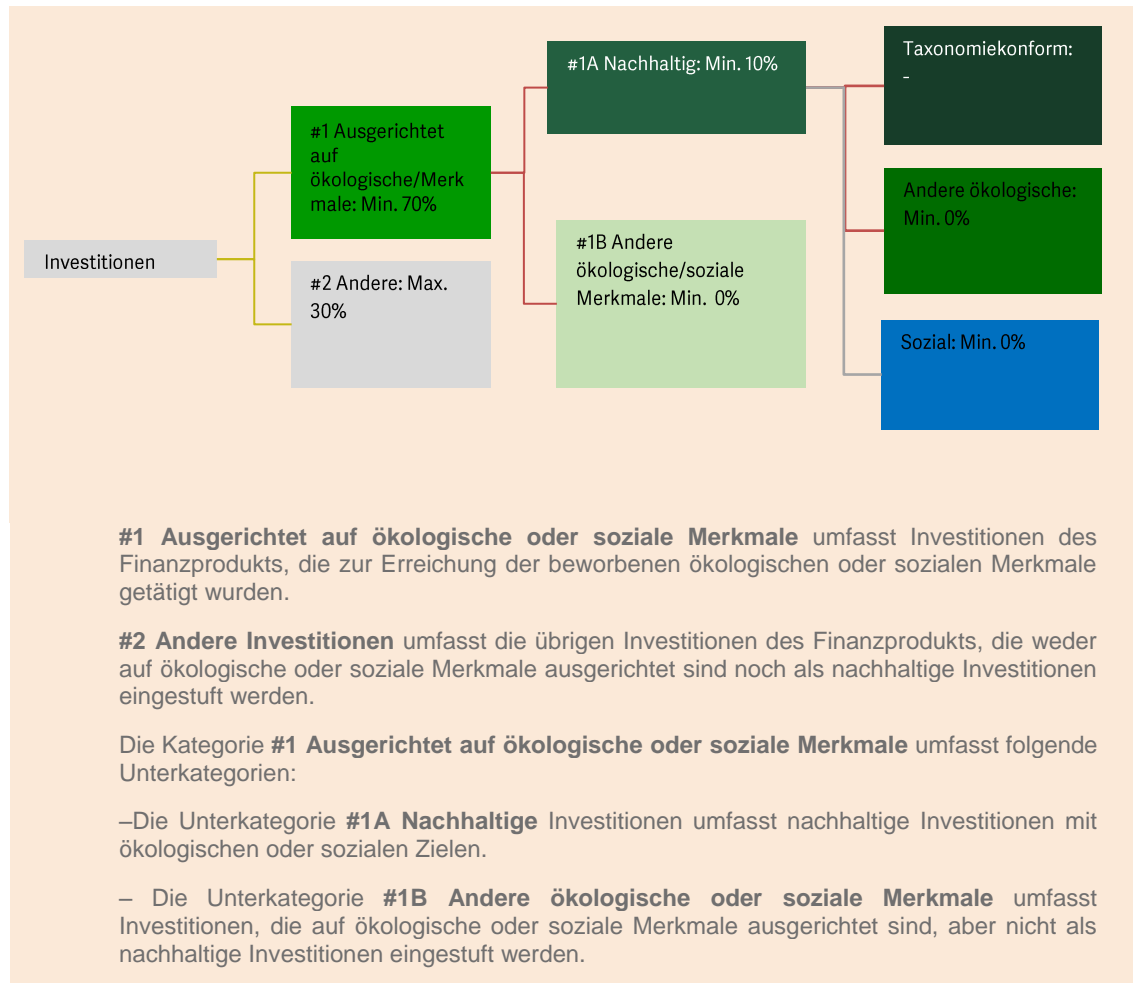 Investitionen
#1 Ausgerichtet
auf
ökologische/Merk
male: Min. 70%
#2 Andere: Max.
30%
#1A Nachhaltig: Min. 10%
#1B Andere
ökologische/soziale
Merkmale: Min. 0%
Taxonomiekonform:
-
Andere ökologische:
Min. 0%
Sozial: Min. 0%
#1 Ausgerichtet auf ökologische oder soziale Merkmale umfasst Investitionen des
Finanzprodukts, die zur Erreichung der beworbenen ökologischen oder sozialen Merkmale
getätigt wurden.
#2 Andere Investitionen umfasst die übrigen Investitionen des Finanzprodukts, die weder
auf ökologische oder soziale Merkmale ausgerichtet sind noch als nachhaltige Investitionen
eingestuft werden.
Die Kategorie #1 Ausgerichtet auf ökologische oder soziale Merkmale umfasst folgende
Unterkategorien:
–Die Unterkategorie #1A Nachhaltige Investitionen umfasst nachhaltige Investitionen mit
ökologischen oder sozialen Zielen.
– Die Unterkategorie #1B Andere ökologische oder soziale Merkmale umfasst
Investitionen, die auf ökologische oder soziale Merkmale ausgerichtet sind, aber nicht als
nachhaltige Investitionen eingestuft werden.